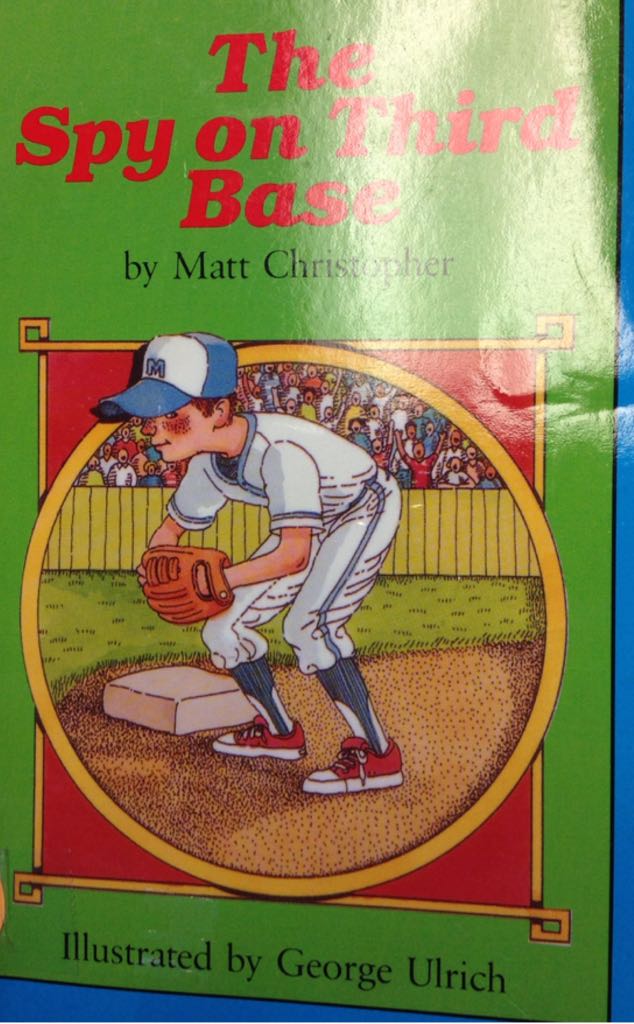 The
Spy on Third
Base
by Matt Christopher
M
Illustrated by George Ulrich